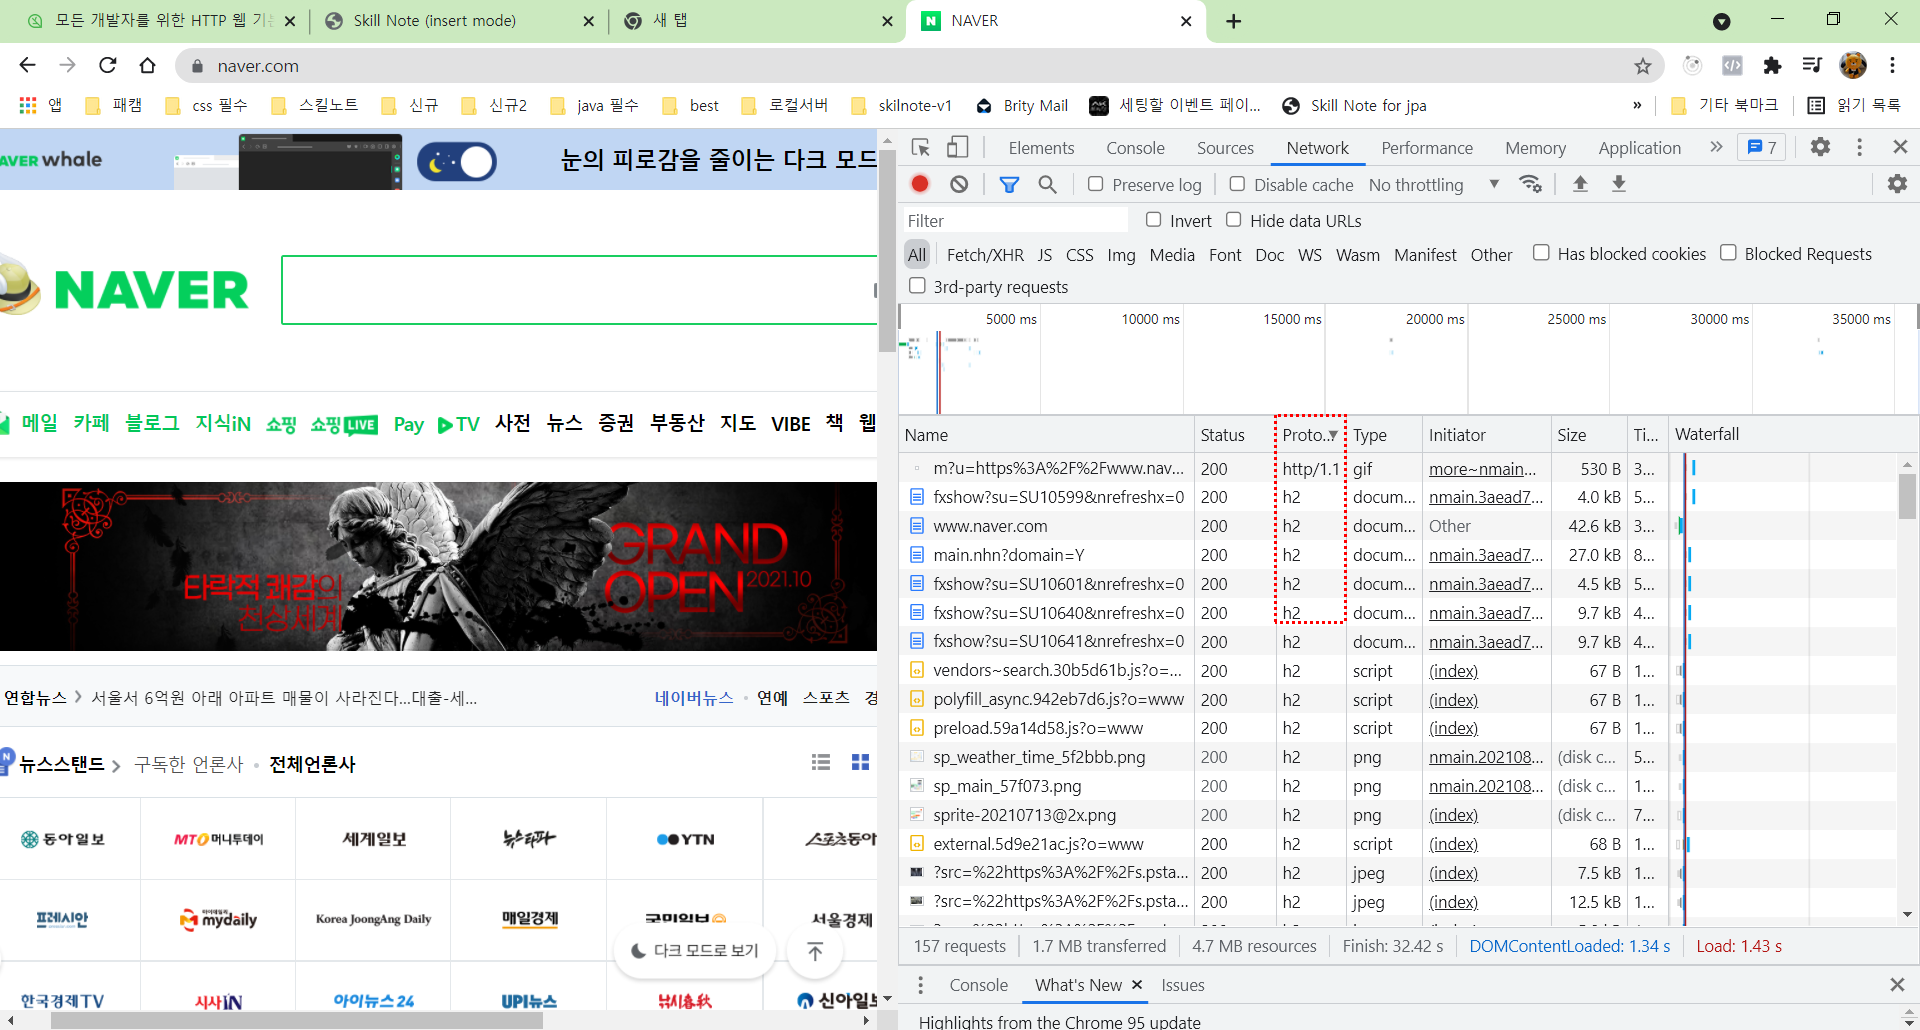 모든 개발자를 위한 HTTP 웹 기본
Skill Note (insert mode)
새 탭
NAVER
naver.com
앱
패캠
css 필수
스킬노트
신규
신규2
java 필수
best
로컬서버
skilnote-v1
Brity Mail
세팅할 이벤트 페이...
Skill Note for jpa
»
기타 북마크
읽기 목록
AVER whale
눈의 피로감을 줄이는 다크 모드
NAVER
메일 카페 블로그 지식iN 쇼핑 쇼핑LIVE Pay TV 사전 뉴스 증권 부동산 지도 VIBE 책 웹
타락적 쾌감의
전상세계
GRAND
OPEN 2021.10
연합뉴스 > 서울서 6억원 아래 아파트 매물이 사라진다...대출-세...
네이버뉴스 • 연예 스포츠 경
N
뉴스스탠드 > 구독한 언론사 • 전체언론사
동아일보 MTO머니투데이 세계일보 뉴스타파 YTN 스포츠동아
프레시안 마이데일리 mydaily Korea JoongAng Daily 매일경제 국민일보 서울경제
다크 모드로 보기
한국경제TV 시사IN 아이뉴스24 UPI뉴스 신아일보
Elements Console Sources Network Performance Memory Application » 7
Preserve log Disable cache No throttling
Filter Invert Hide data URLs
All Fetch/XHR JS CSS Img Media Font Doc WS Wasm Manifest Other Has blocked cookies Blocked Requests
3rd-party requests
5000 ms 10000 ms 15000 ms 20000 ms 25000 ms 30000 ms 35000 ms
Name Status Proto... Type Initiator Size Ti... Waterfall
m?u=https%3A%2F%2Fwww.nav... 200 http/1.1 gif more~nmain... 530 B 3...
fxshow?su=SU10599&nrefreshx=0 200 h2 docum... nmain.3aead7... 4.0 kB 5...
www.naver.com 200 h2 docum... Other 42.6 kB 3...
main.nhn?domain=Y 200 h2 docum... nmain.3aead7... 27.0 kB 8...
fxshow?su=SU10601&nrefreshx=0 200 h2 docum... nmain.3aead7... 4.5 kB 5...
fxshow?su=SU10640&nrefreshx=0 200 h2 docum... nmain.3aead7... 9.7 kB 4...
fxshow?su=SU10641&nrefreshx=0 200 h2 docum... nmain.3aead7... 9.7 kB 4...
vendors~search.30b5d61b.js?o=... 200 h2 script (index) 67 B 1...
polyfill_async.942eb7d6.js?o=www 200 h2 script (index) 67 B 1...
preload.59a14d58.js?o=www 200 h2 script (index) 67 B 1...
sp_weather_time_5f2bbb.png 200 h2 png nmain.202108... (disk c... 5...
sp_main_57f073.png 200 h2 png nmain.202108... (disk c... 1...
sprite-20210713@2x.png 200 h2 png (index) (disk c... 7...
external.5d9e21ac.js?o=www 200 h2 script (index) 68 B 1...
?src=%22https%3A%2F%2Fs.psta... 200 h2 jpeg (index) 7.5 kB 1...
?src=%22https%3A%2F%2Fs.psta... 200 h2 jpeg (index) 12.5 kB 1...
157 requests 1.7 MB transferred 4.7 MB resources Finish: 32.42 s DOMContentLoaded: 1.34 s Load: 1.43 s
Console What's New Issues
Highlights from the Chrome 95 update